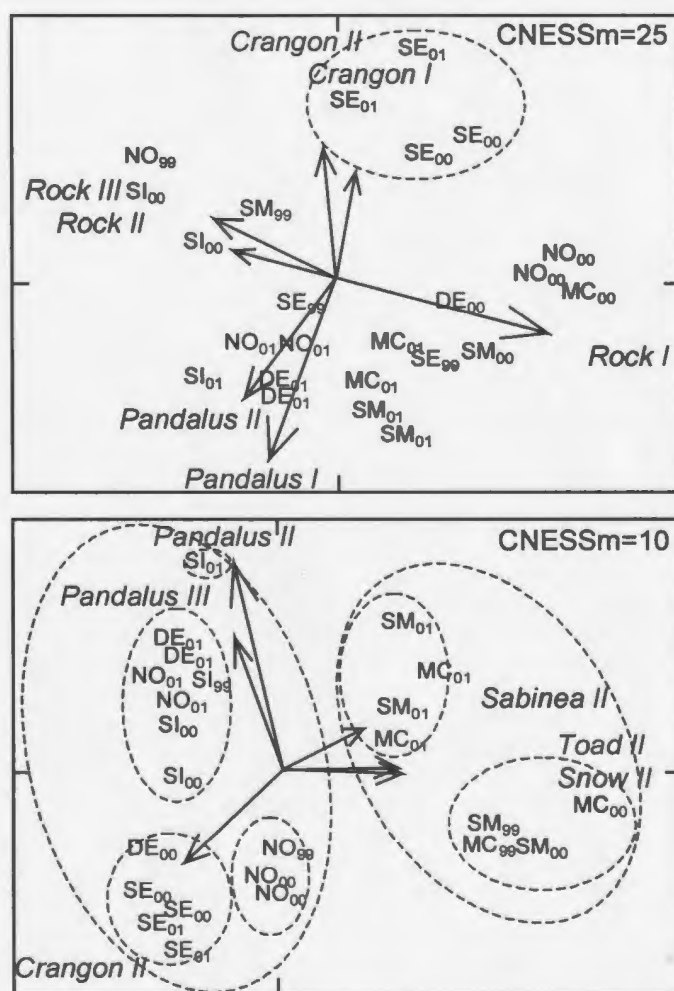 Crangon II SE01 CNESSm=25
Crangon I
SE01
SE00
NO99 SE00
Rock III SI00
Rock II SM99
SI00
NO00
NO00
MC00
SE99 DE00
NO01 NO01 MC01
SE99 SM00
Rock I
SI01 DE01 MC01
DE01
Pandalus II SM01
SM01
Pandalus I
Pandalus II CNESSm=10
SI01
Pandalus III
SM01
DE01
DE01
NO01 SI99 MC01
NO01 SM01 Sabinea II
SI00
MC01 Toad II
SI00 Snow II
MC00
SM99
DE00 NO99 MC99 SM00
NO00
SE00 NO00
SE00
SE01
SE01
Crangon II